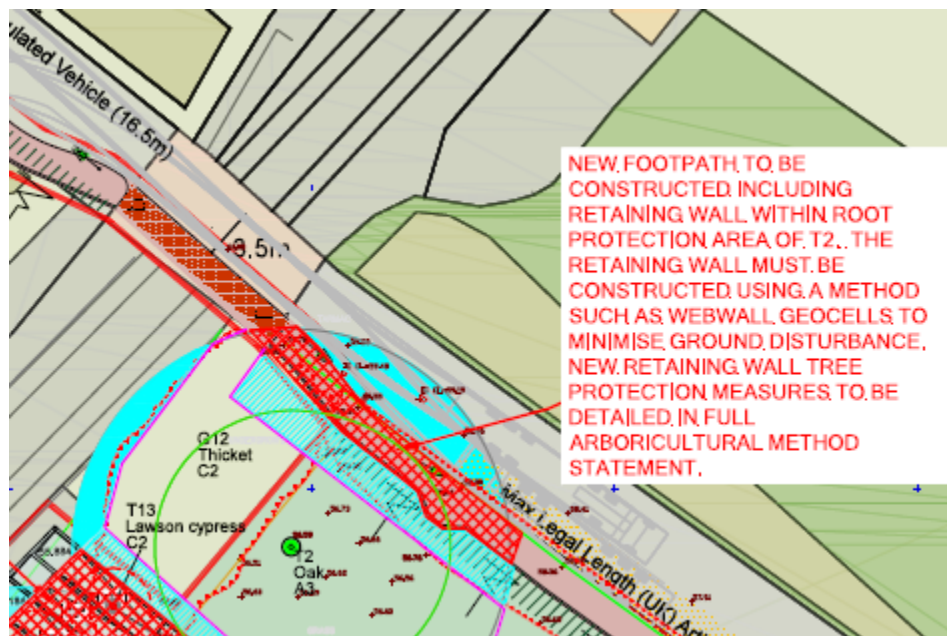 ulated Vehicle (16.5m)
3.5m
NEW FOOTPATH TO BE
CONSTRUCTED INCLUDING
RETAINING WALL WITHIN ROOT
PROTECTION AREA OF T2. THE
RETAINING WALL MUST BE
CONSTRUCTED USING A METHOD
SUCH AS WEBWALL GEOCELLS TO
MINIMISE GROUND DISTURBANCE.
NEW RETAINING WALL TREE
PROTECTION MEASURES TO BE
DETAILED IN FULL
ARBORICULTURAL METHOD
STATEMENT.
G12
Thicket
C2
T13
Lawson cypress
C2
T2
Oak
A3
Max Legal Length (UK) Art